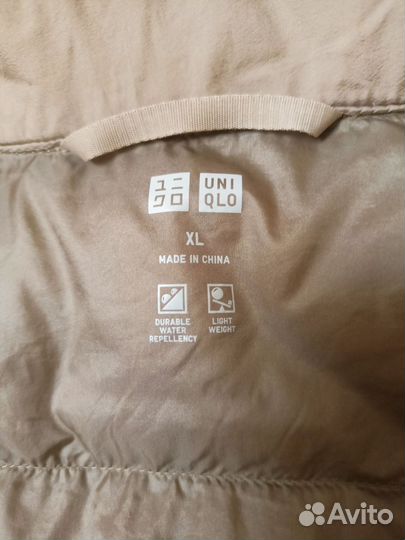 ユニ UNI
クロ QLO
XL
MADE IN CHINA
DURABLE LIGHT
WATER WEIGHT
REPELLENCY
Avito